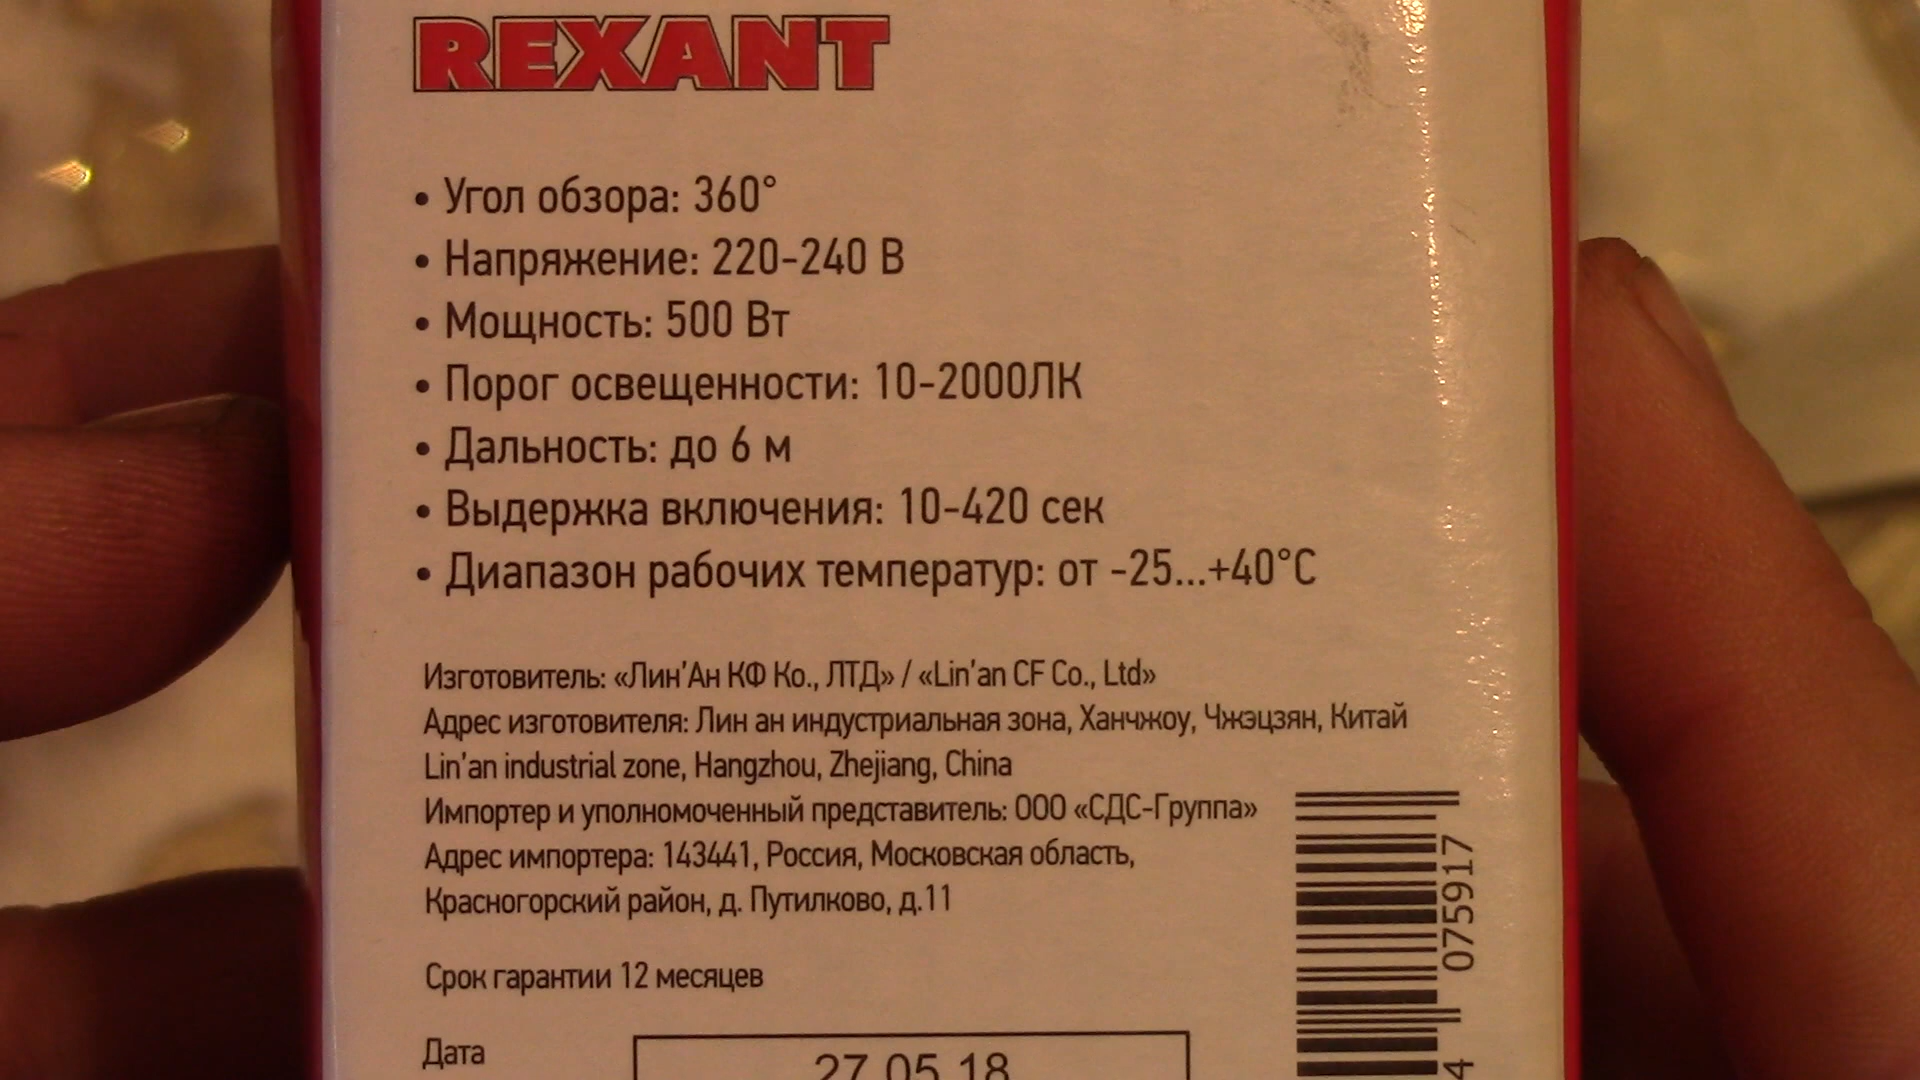 REXANT
• Угол обзора: 360°
• Напряжение: 220-240 В
• Мощность: 500 Вт
• Порог освещенности: 10-2000ЛК
• Дальность: до 6 м
• Выдержка включения: 10-420 сек
• Диапазон рабочих температур: от -25...+40°C
Изготовитель: «Лин’Ан КФ Ко., ЛТД» / «Lin’an CF Co., Ltd»
Адрес изготовителя: Лин ан индустриальная зона, Ханчжоу, Чжэцзян, Китай
Lin’an industrial zone, Hangzhou, Zhejiang, China
Импортер и уполномоченный представитель: ООО «СДС-Группа»
Адрес импортера: 143441, Россия, Московская область,
Красногорский район, д. Путилково, д.11
Срок гарантии 12 месяцев
Дата
27.05.18
4 075917